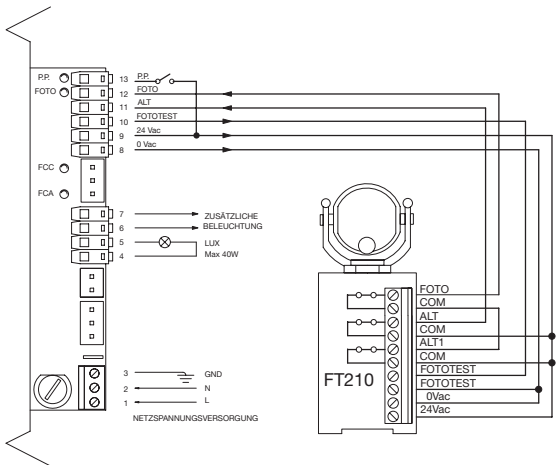 P.P. 13 P.P.
FOTO 12 FOTO
11 ALT
10 FOTOTEST
9 24 Vac
8 0 Vac
FCC
FCA
7 ZUSÄTZLICHE
6 BELEUCHTUNG
5 LUX
4 Max 40W
3 GND
2 N
1 L
NETZSPANNUNGSVERSORGUNG
FT210
FOTO
COM
ALT
COM
ALT1
COM
FOTOTEST
FOTOTEST
0Vac
24Vac